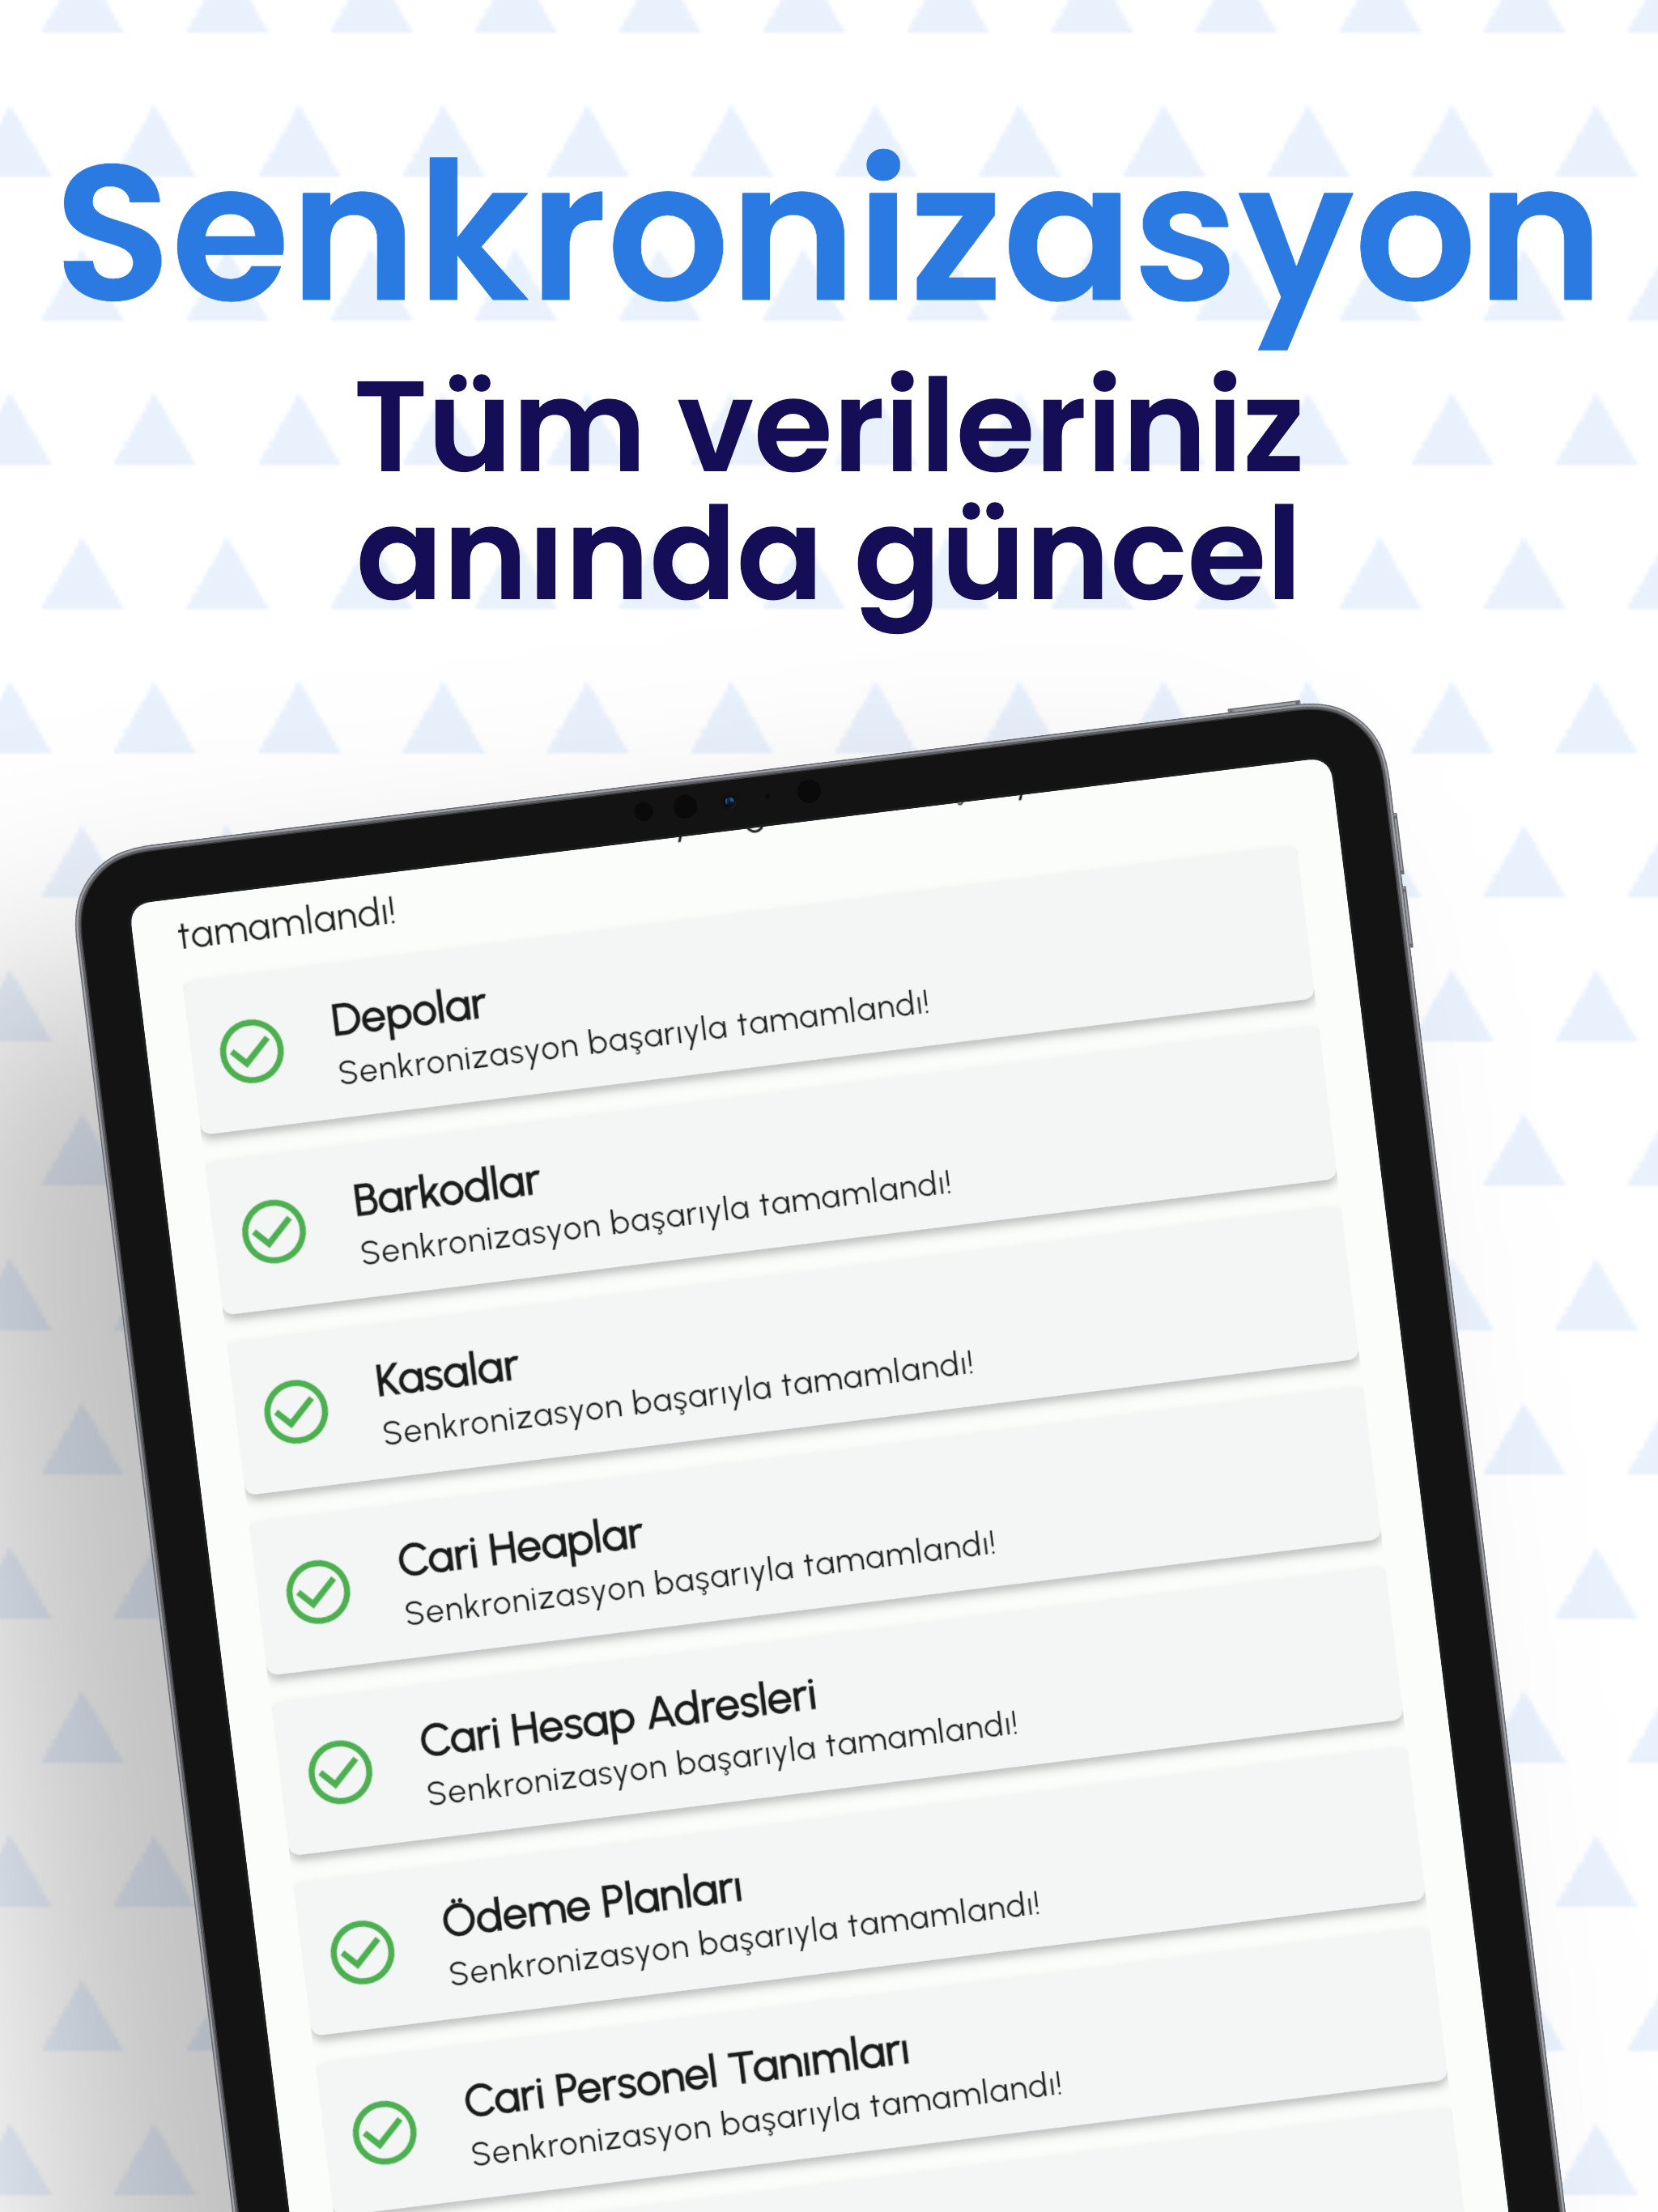 Senkronizasyon
Tüm verileriniz
anında güncel
tamamlandı!
Depolar
Senkronizasyon başarıyla tamamlandı!
Barkodlar
Senkronizasyon başarıyla tamamlandı!
Kasalar
Senkronizasyon başarıyla tamamlandı!
Cari Heaplar
Senkronizasyon başarıyla tamamlandı!
Cari Hesap Adresleri
Senkronizasyon başarıyla tamamlandı!
Ödeme Planları
Senkronizasyon başarıyla tamamlandı!
Cari Personel Tanımları
Senkronizasyon başarıyla tamamlandı!